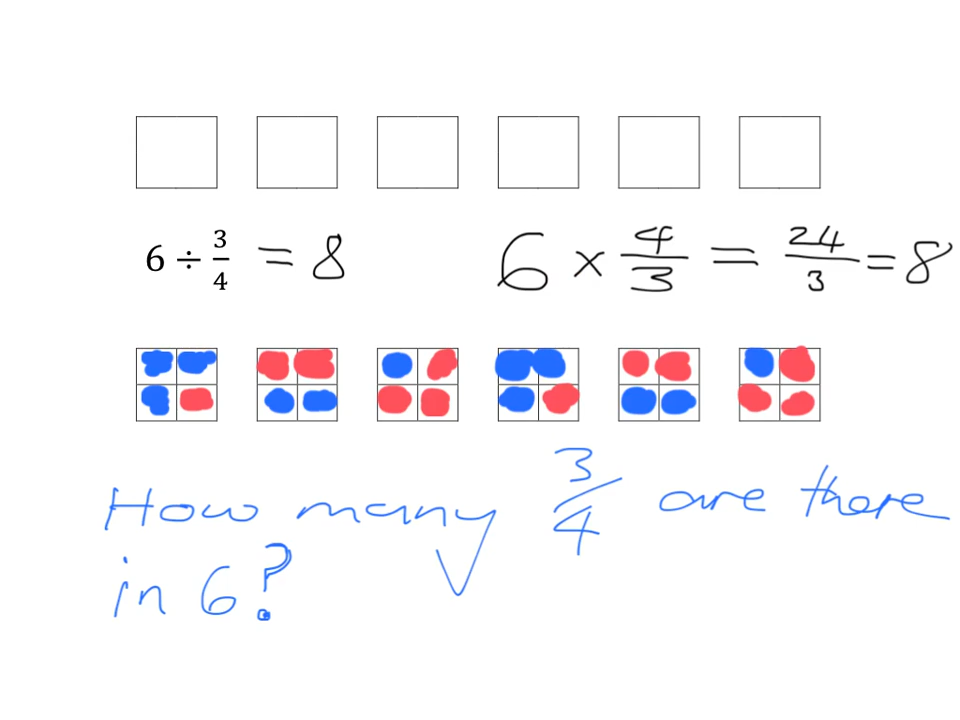 6 ÷ 3/4 = 8 6 × 4/3 = 24/3 = 8
How many 3/4 are there
in 6?